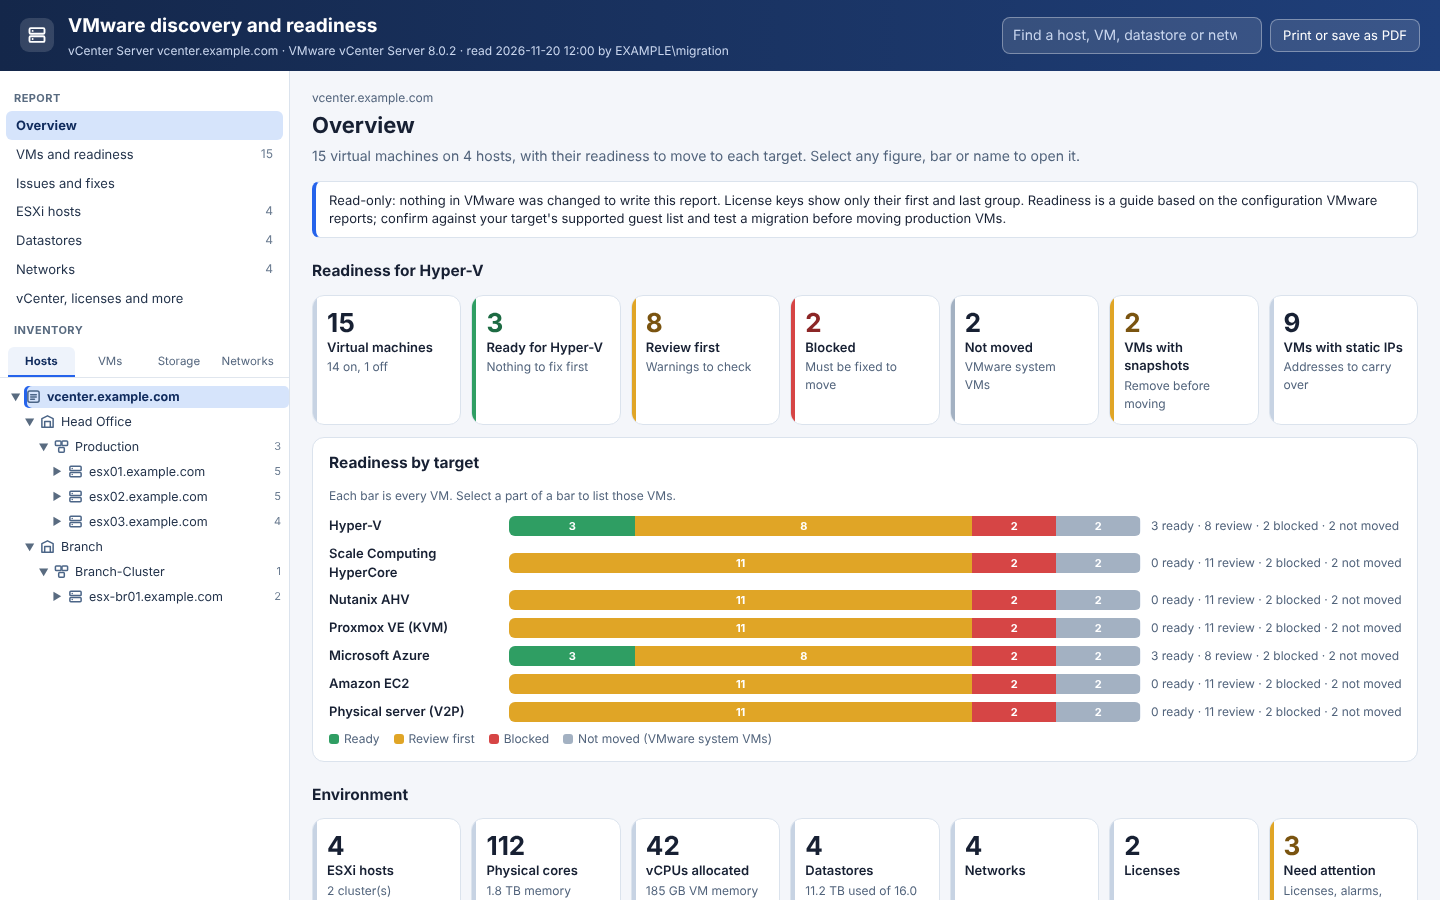 VMware discovery and readiness
vCenter Server vcenter.example.com · VMware vCenter Server 8.0.2 · read 2026-11-20 12:00 by EXAMPLE\migration
Find a host, VM, datastore or netw
Print or save as PDF
REPORT
Overview
VMs and readiness 15
Issues and fixes
ESXi hosts 4
Datastores 4
Networks 4
vCenter, licenses and more
INVENTORY
Hosts VMs Storage Networks
vcenter.example.com
Head Office
Production 3
esx01.example.com 5
esx02.example.com 5
esx03.example.com 4
Branch
Branch-Cluster 1
esx-br01.example.com 2
vcenter.example.com
Overview
15 virtual machines on 4 hosts, with their readiness to move to each target. Select any figure, bar or name to open it.
Read-only: nothing in VMware was changed to write this report. License keys show only their first and last group. Readiness is a guide based on the configuration VMware
reports; confirm against your target's supported guest list and test a migration before moving production VMs.
Readiness for Hyper-V
15
Virtual machines
14 on, 1 off
3
Ready for Hyper-V
Nothing to fix first
8
Review first
Warnings to check
2
Blocked
Must be fixed to
move
2
Not moved
VMware system
VMs
2
VMs with
snapshots
Remove before
moving
9
VMs with static IPs
Addresses to carry
over
Readiness by target
Each bar is every VM. Select a part of a bar to list those VMs.
Hyper-V 3 8 2 2 3 ready · 8 review · 2 blocked · 2 not moved
Scale Computing
HyperCore 11 2 2 0 ready · 11 review · 2 blocked · 2 not moved
Nutanix AHV 11 2 2 0 ready · 11 review · 2 blocked · 2 not moved
Proxmox VE (KVM) 11 2 2 0 ready · 11 review · 2 blocked · 2 not moved
Microsoft Azure 3 8 2 2 3 ready · 8 review · 2 blocked · 2 not moved
Amazon EC2 11 2 2 0 ready · 11 review · 2 blocked · 2 not moved
Physical server (V2P) 11 2 2 0 ready · 11 review · 2 blocked · 2 not moved
Ready Review first Blocked Not moved (VMware system VMs)
Environment
4
ESXi hosts
2 cluster(s)
112
Physical cores
1.8 TB memory
42
vCPUs allocated
185 GB VM memory
4
Datastores
11.2 TB used of 16.0
4
Networks
2
Licenses
3
Need attention
Licenses, alarms,